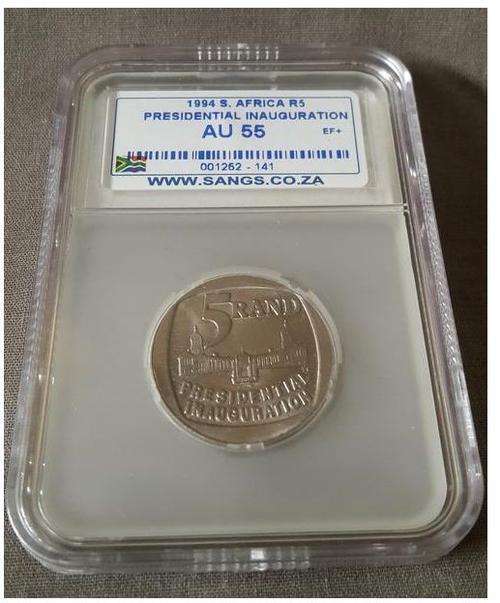 1994 S. AFRICA R5
PRESIDENTIAL INAUGURATION
AU 55 EF+
001262 - 141
WWW.SANGS.CO.ZA
5 RAND
PRESIDENTIAL
INAUGURATION